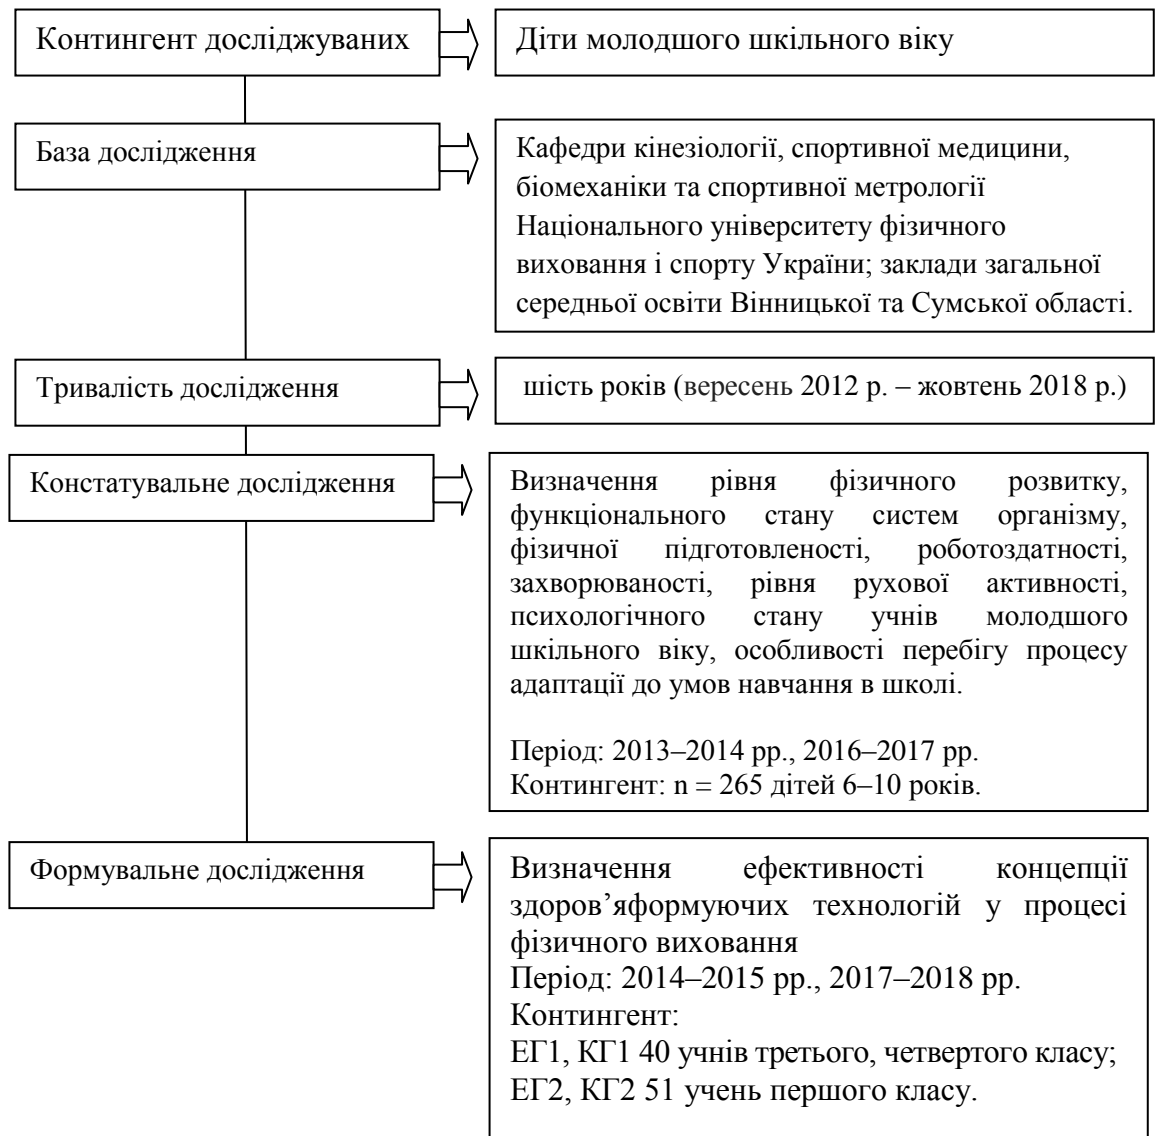 Контингент досліджуваних
Діти молодшого шкільного віку
База дослідження
Кафедри кінезіології, спортивної медицини,
біомеханіки та спортивної метрології
Національного університету фізичного
виховання і спорту України; заклади загальної
середньої освіти Вінницької та Сумської області.
Тривалість дослідження
шість років (вересень 2012 р. – жовтень 2018 р.)
Констатувальне дослідження
Визначення рівня фізичного розвитку,
функціонального стану систем організму,
фізичної підготовленості, роботоздатності,
захворюваності, рівня рухової активності,
психологічного стану учнів молодшого
шкільного віку, особливості перебігу процесу
адаптації до умов навчання в школі.
Період: 2013–2014 рр., 2016–2017 рр.
Контингент: n = 265 дітей 6–10 років.
Формувальне дослідження
Визначення ефективності концепції
здоров’яформуючих технологій у процесі
фізичного виховання
Період: 2014–2015 рр., 2017–2018 рр.
Контингент:
ЕГ1, КГ1 40 учнів третього, четвертого класу;
ЕГ2, КГ2 51 учень першого класу.